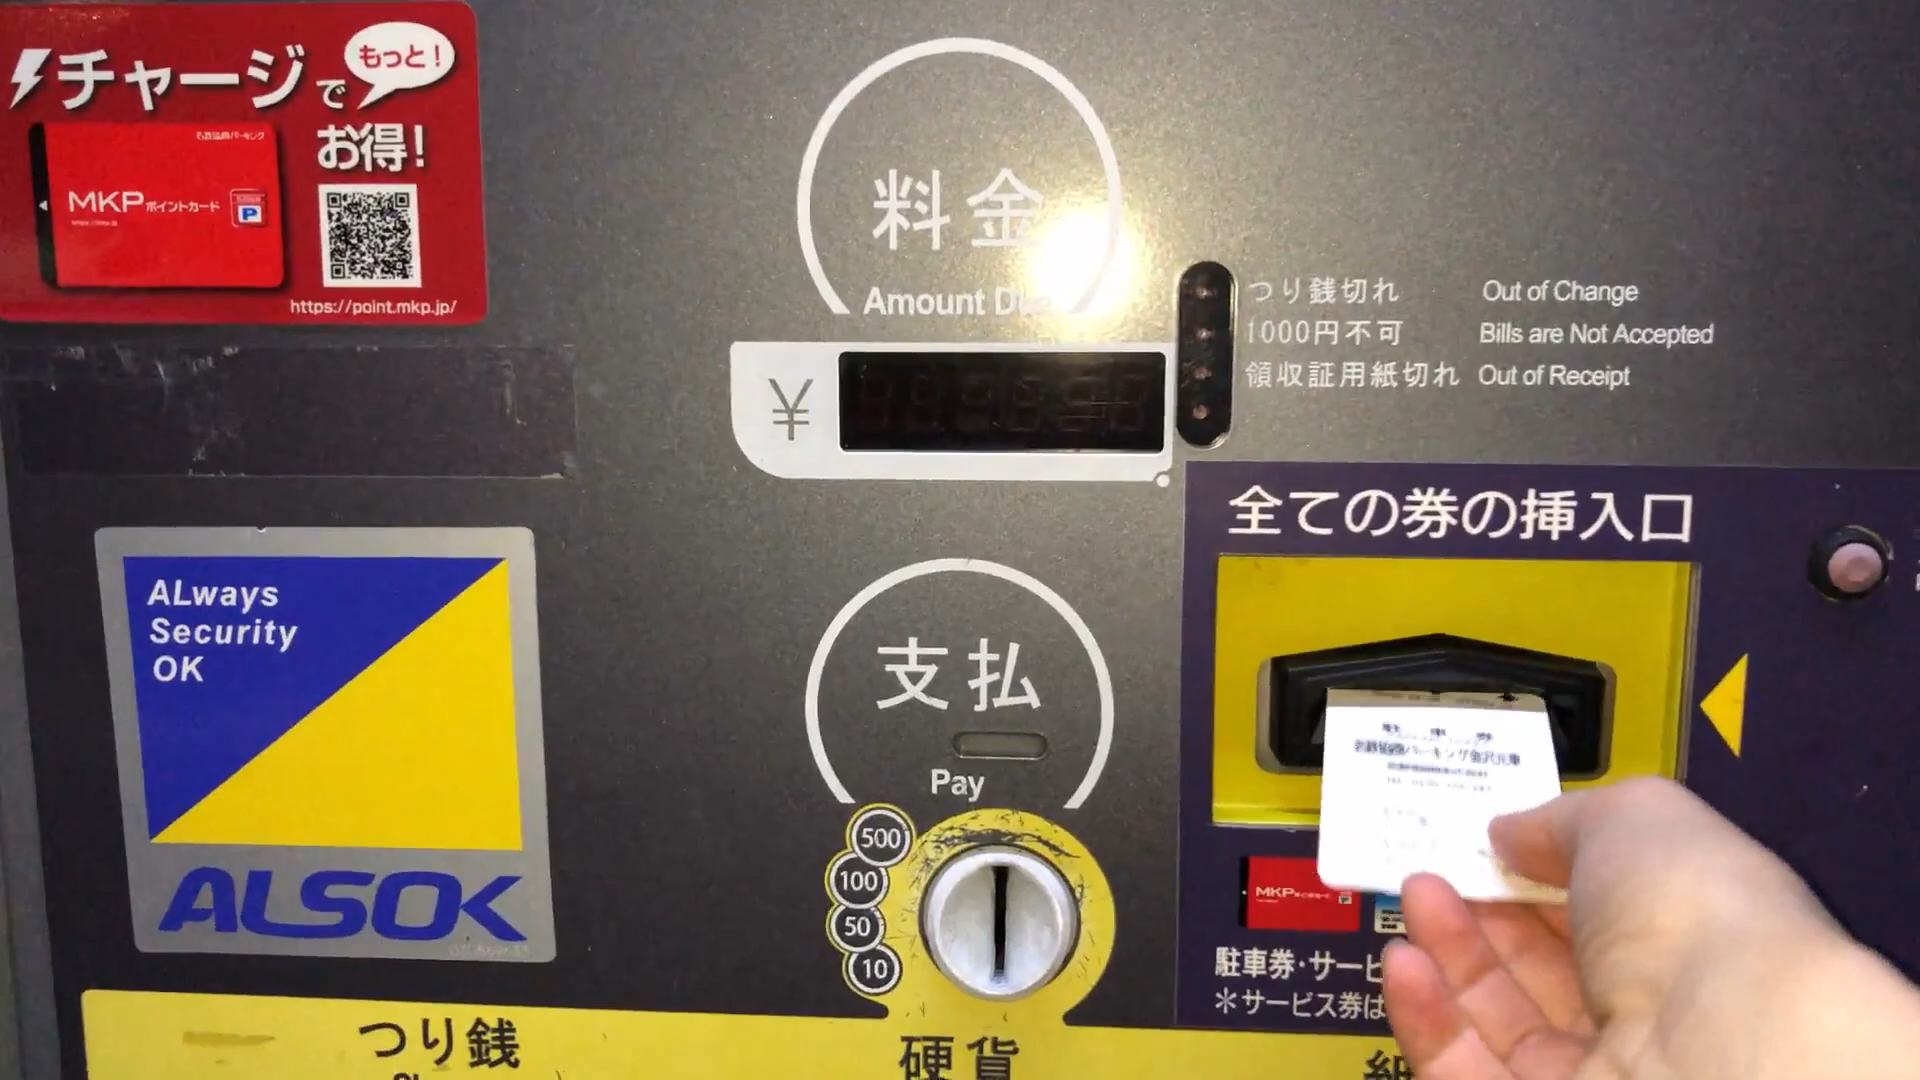 チャージで
もっと!
お得!
MKPポイントカード
P
https://point.mkp.jp/
料金
Amount
¥
つり銭切れ Out of Change
1000円不可 Bills are Not Accepted
領収証用紙切れ Out of Receipt
全ての券の挿入口
ALways
Security
OK
ALSOK
支払
Pay
500
100
50
10
MKP
駐車券・サービ
＊サービス券は
つり銭
硬貨